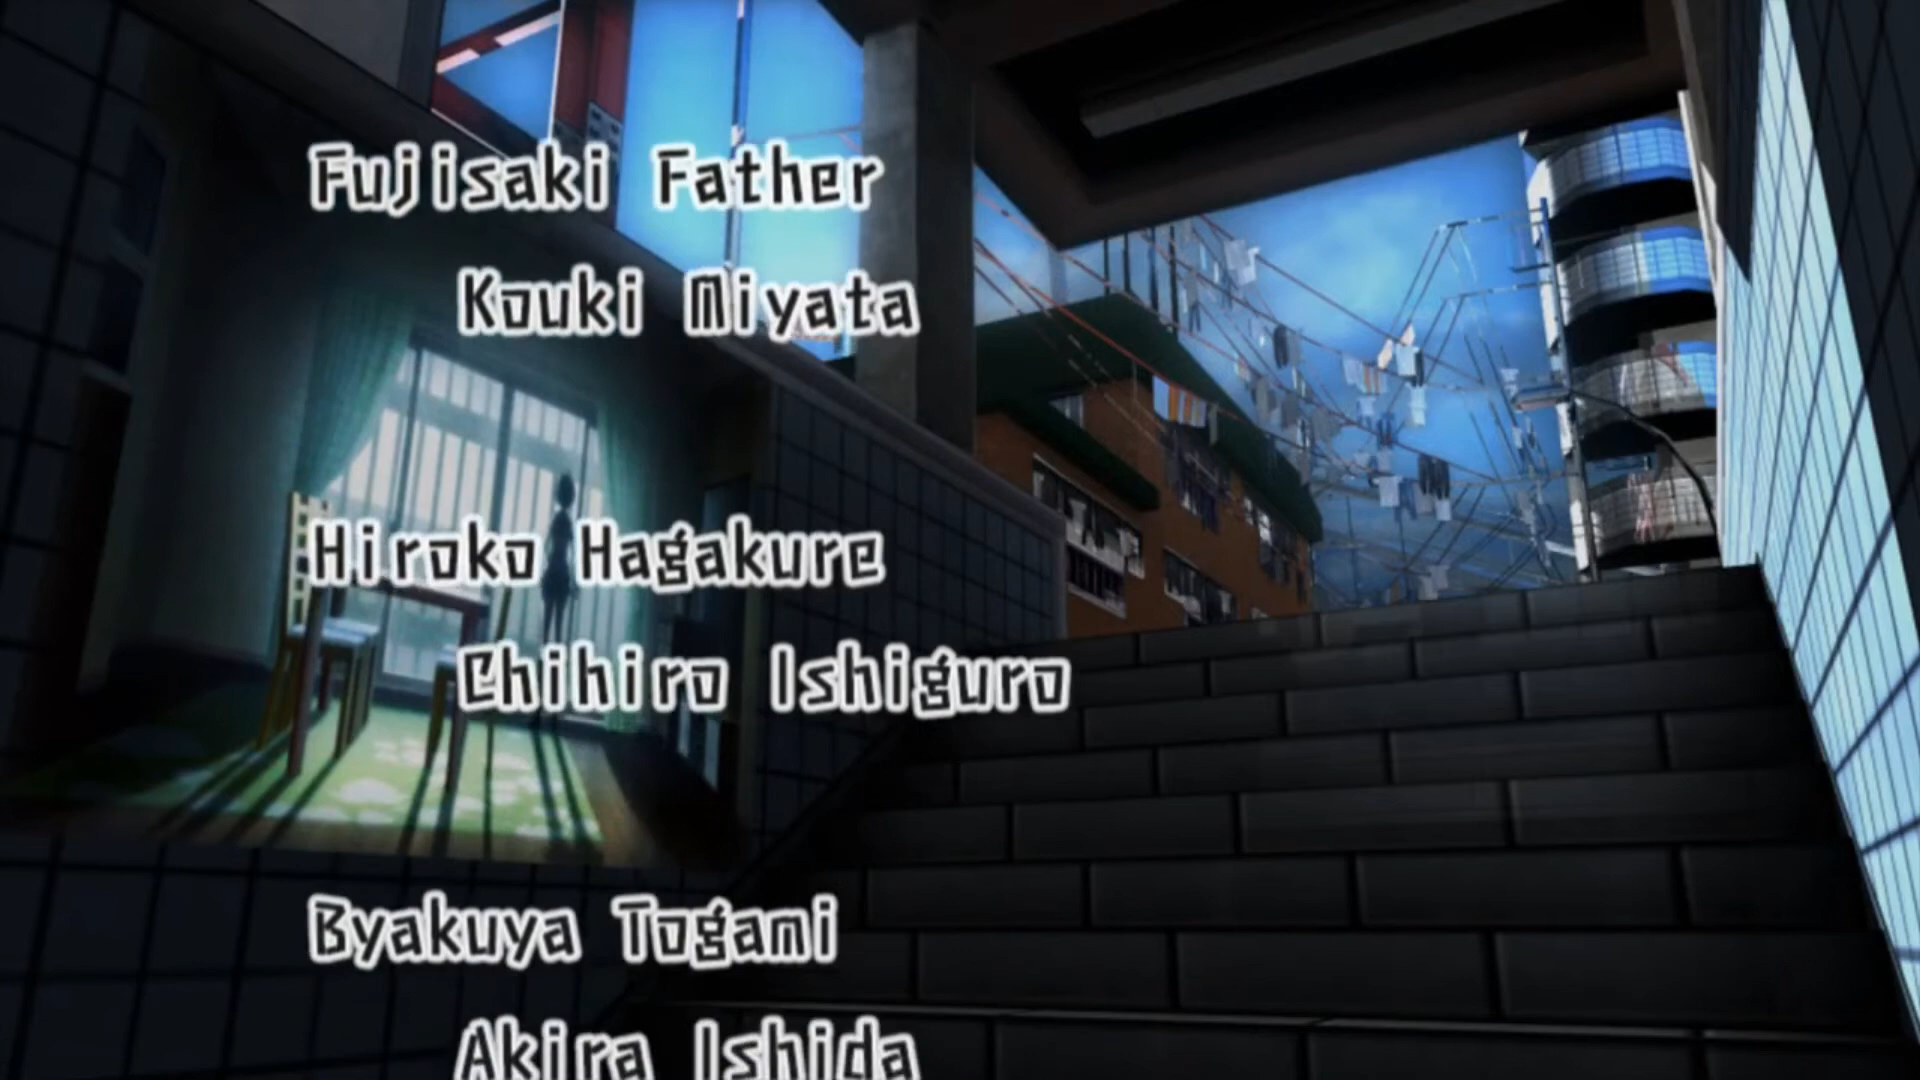 Fujisaki Father
Kouki Miyata
Hiroko Hagakure
Chihiro Ishiguro
Byakuya Togami
Akira Ishida